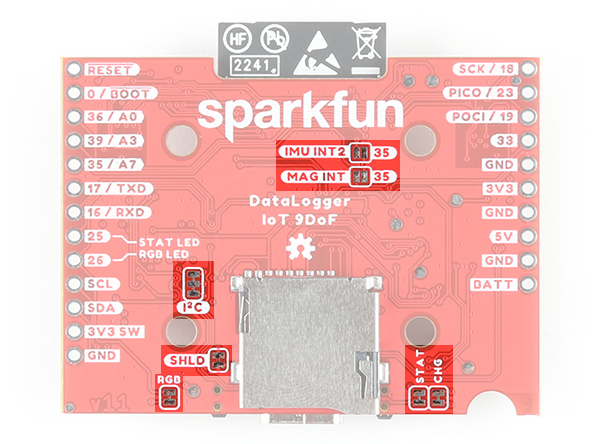 HF
Pb
2241
RESET
0 / BOOT
36 / A0
39 / A3
35 / A7
17 / TXD
16 / RXD
25
STAT LED
26
RGB LED
SCL
SDA
3V3 SW
GND
sparkfun
IMU INT2 35
MAG INT 35
DataLogger
IoT 9DoF
I²C
SHLD
RGB
STAT
CHG
v11
SCK / 18
PICO / 23
POCI / 19
33
GND
3V3
GND
5V
GND
BATT